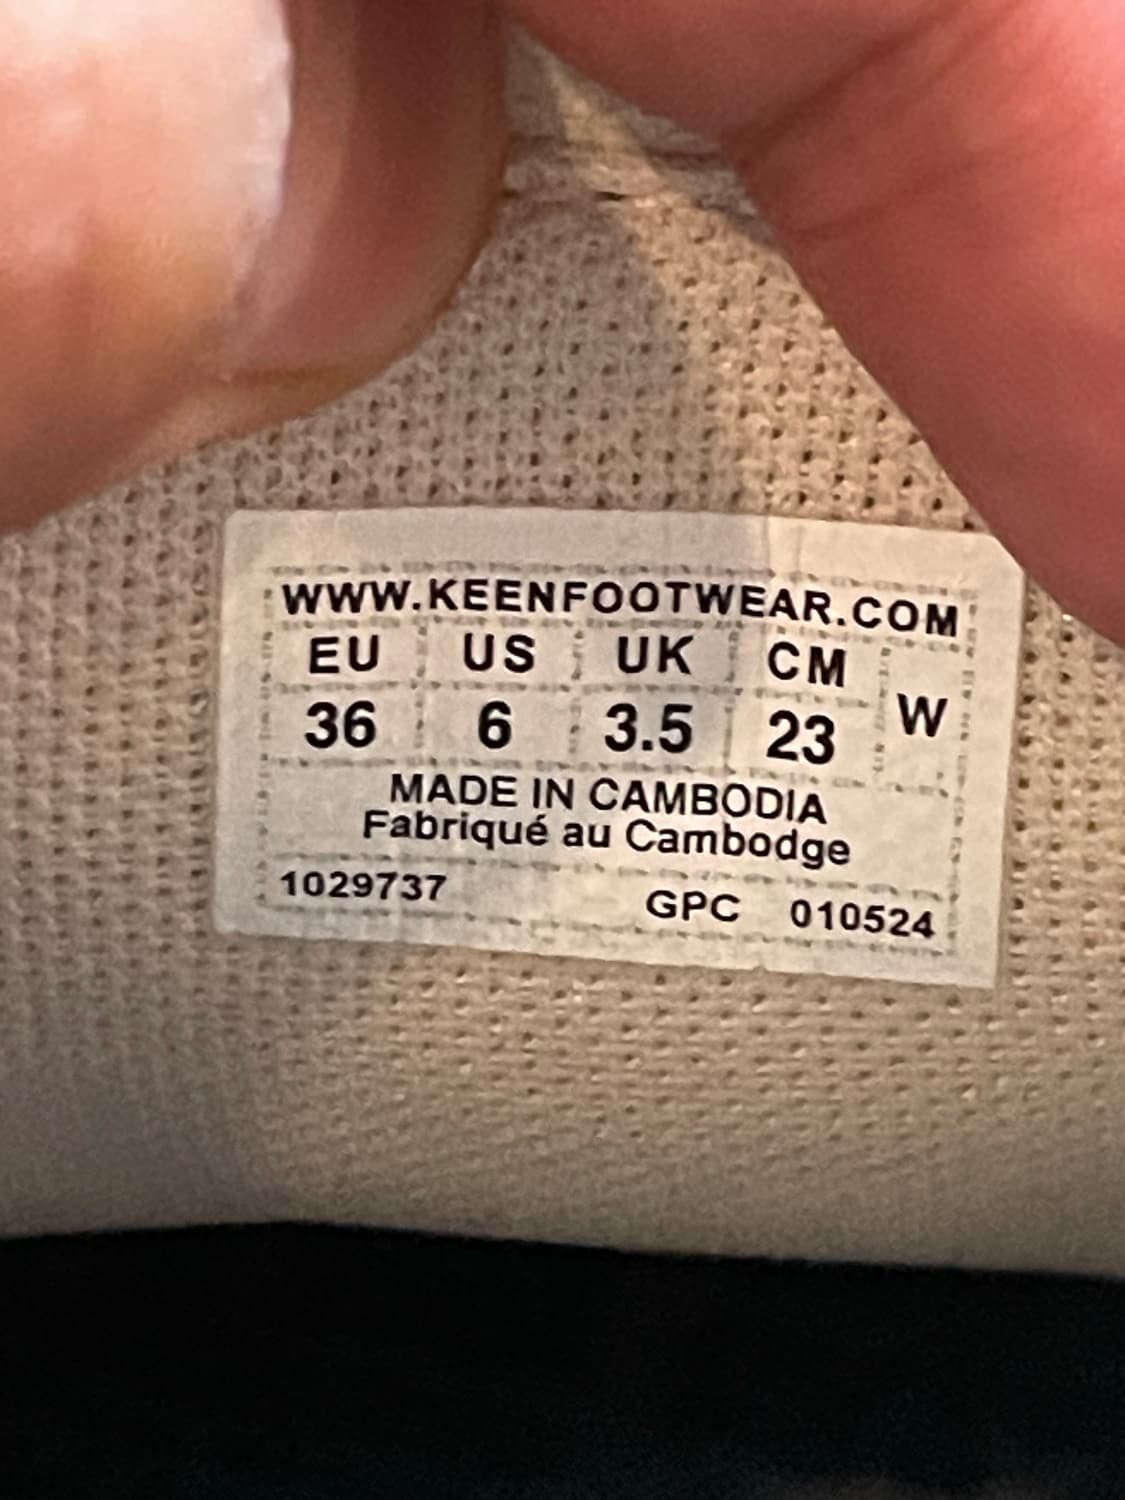 WWW.KEENFOOTWEAR.COM
EU US UK CM W
36 6 3.5 23
MADE IN CAMBODIA
Fabriqué au Cambodge
1029737 GPC 010524